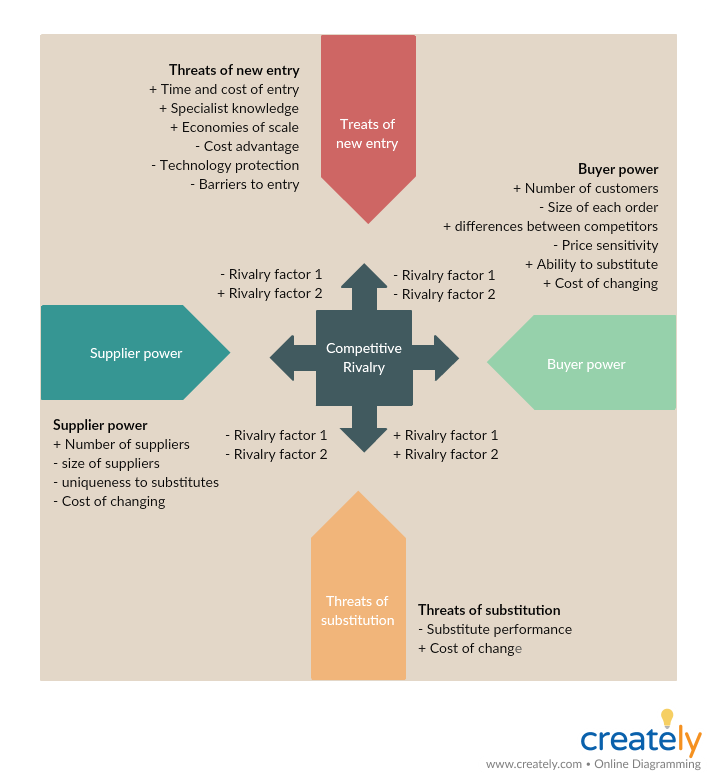 Threats of new entry
+ Time and cost of entry
+ Specialist knowledge
+ Economies of scale
- Cost advantage
- Technology protection
- Barriers to entry
Treats of
new entry
Buyer power
+ Number of customers
- Size of each order
+ differences between competitors
- Price sensitivity
+ Ability to substitute
+ Cost of changing
- Rivalry factor 1
+ Rivalry factor 2
- Rivalry factor 1
- Rivalry factor 2
Supplier power
Competitive
Rivalry
Buyer power
Supplier power
+ Number of suppliers
- size of suppliers
- uniqueness to substitutes
- Cost of changing
- Rivalry factor 1
- Rivalry factor 2
+ Rivalry factor 1
+ Rivalry factor 2
Threats of
substitution
Threats of substitution
- Substitute performance
+ Cost of change
creately
www.creately.com • Online Diagramming